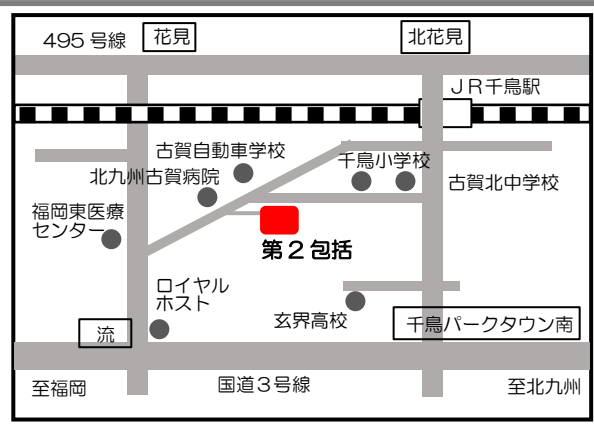 495号線
花見
北花見
ＪＲ千鳥駅
古賀自動車学校
千鳥小学校
北九州古賀病院
古賀北中学校
福岡東医療
センター
第２包括
ロイヤル
ホスト
玄界高校
千鳥パークタウン南
流
至福岡
国道３号線
至北九州